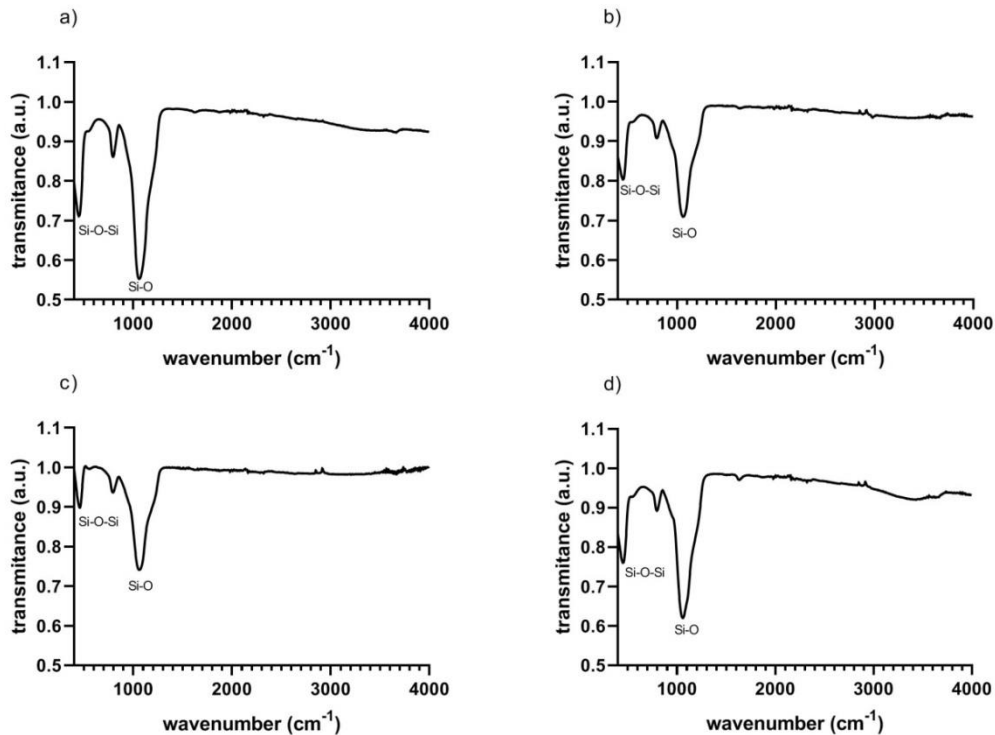 a)
1.1
1.0
0.9
0.8
0.7
0.6
0.5
transmitance (a.u.)
Si-O-Si
Si-O
1000 2000 3000 4000
wavenumber (cm⁻¹)
b)
1.1
1.0
0.9
0.8
0.7
0.6
0.5
transmitance (a.u.)
Si-O-Si
Si-O
1000 2000 3000 4000
wavenumber (cm⁻¹)
c)
1.1
1.0
0.9
0.8
0.7
0.6
0.5
transmitance (a.u.)
Si-O-Si
Si-O
1000 2000 3000 4000
wavenumber (cm⁻¹)
d)
1.1
1.0
0.9
0.8
0.7
0.6
0.5
transmitance (a.u.)
Si-O-Si
Si-O
1000 2000 3000 4000
wavenumber (cm⁻¹)